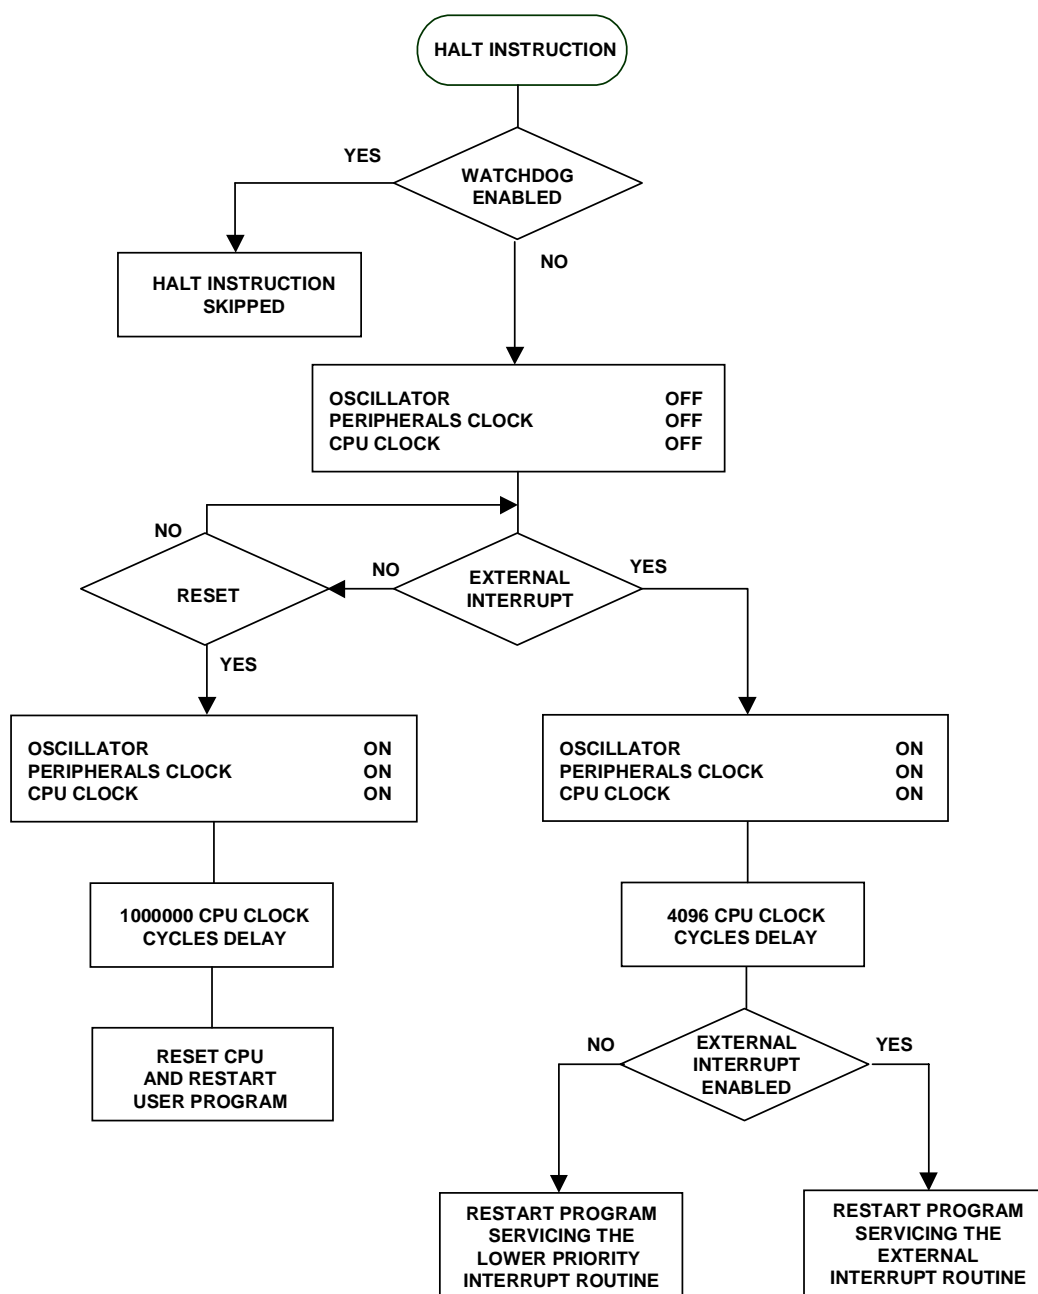 HALT INSTRUCTION
YES
WATCHDOG
ENABLED
NO
HALT INSTRUCTION
SKIPPED
OSCILLATOR OFF
PERIPHERALS CLOCK OFF
CPU CLOCK OFF
NO
RESET
NO
EXTERNAL
INTERRUPT
YES
YES
OSCILLATOR ON
PERIPHERALS CLOCK ON
CPU CLOCK ON
OSCILLATOR ON
PERIPHERALS CLOCK ON
CPU CLOCK ON
1000000 CPU CLOCK
CYCLES DELAY
4096 CPU CLOCK
CYCLES DELAY
RESET CPU
AND RESTART
USER PROGRAM
NO
EXTERNAL
INTERRUPT
ENABLED
YES
RESTART PROGRAM
SERVICING THE
LOWER PRIORITY
INTERRUPT ROUTINE
RESTART PROGRAM
SERVICING THE
EXTERNAL
INTERRUPT ROUTINE